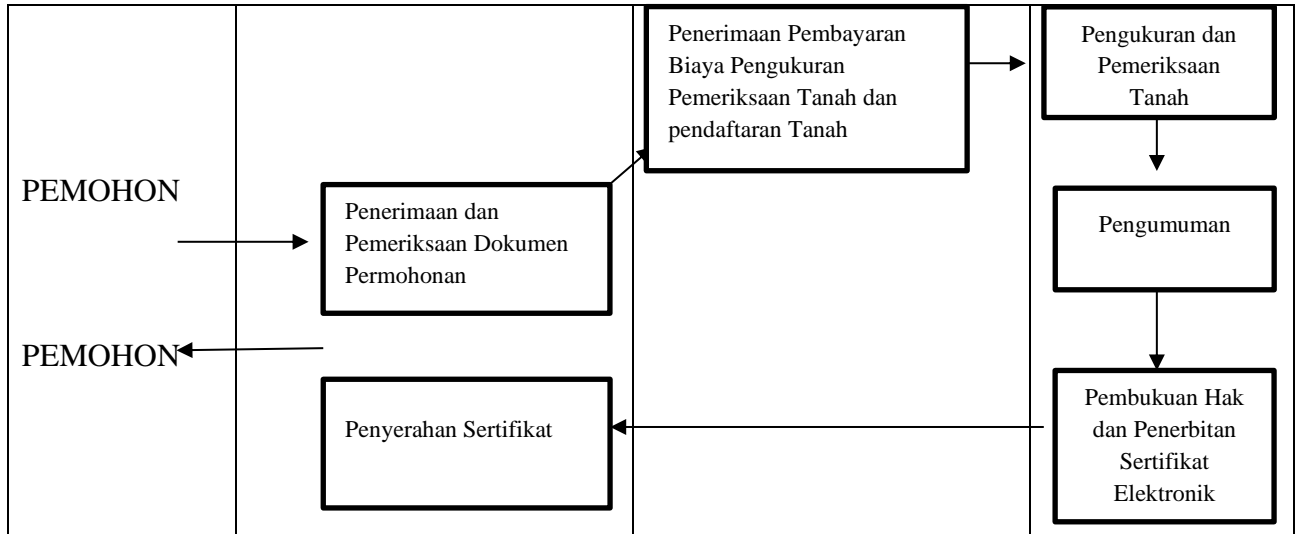 PEMOHON
Penerimaan dan
Pemeriksaan Dokumen
Permohonan
Penerimaan Pembayaran
Biaya Pengukuran
Pemeriksaan Tanah dan
pendaftaran Tanah
Pengukuran dan
Pemeriksaan
Tanah
Pengumuman
Pembukuan Hak
dan Penerbitan
Sertifikat
Elektronik
Penyerahan Sertifikat
PEMOHON